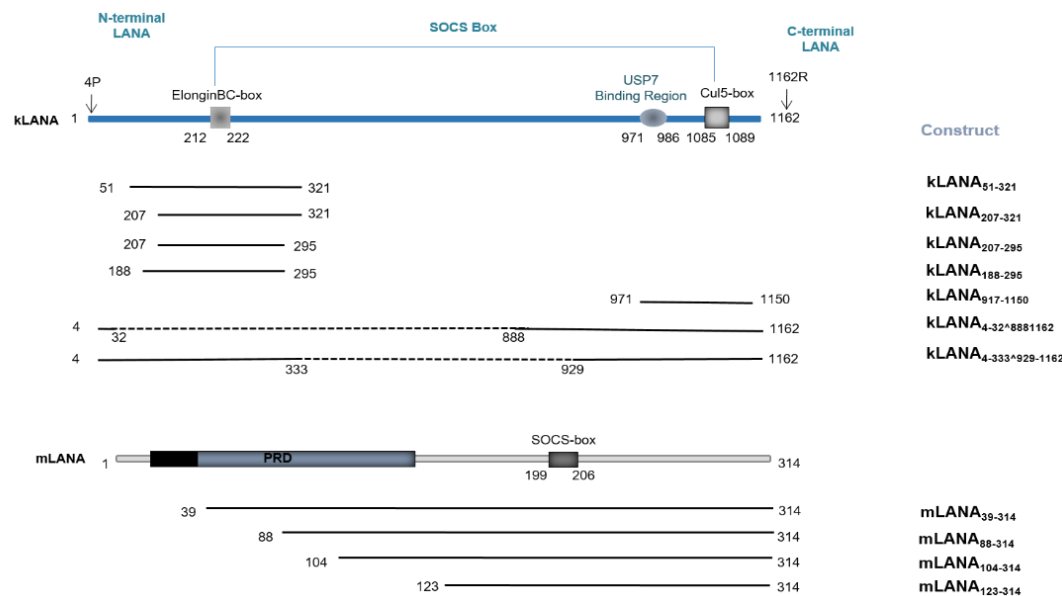 N-terminal
LANA
SOCS Box
C-terminal
LANA
4P
ElonginBC-box
USP7
Binding Region
Cul5-box
1162R
kLANA 1
212 222
971 986 1085 1089
1162
Construct
51 321 kLANA51-321
207 321 kLANA207-321
207 295 kLANA207-295
188 295 kLANA188-295
971 1150 kLANA917-1150
4 32 888 1162 kLANA4-32^8881162
4 333 929 1162 kLANA4-333^929-1162
SOCS-box
mLANA 1 PRD 314
199 206
39 314 mLANA39-314
88 314 mLANA88-314
104 314 mLANA104-314
123 314 mLANA123-314